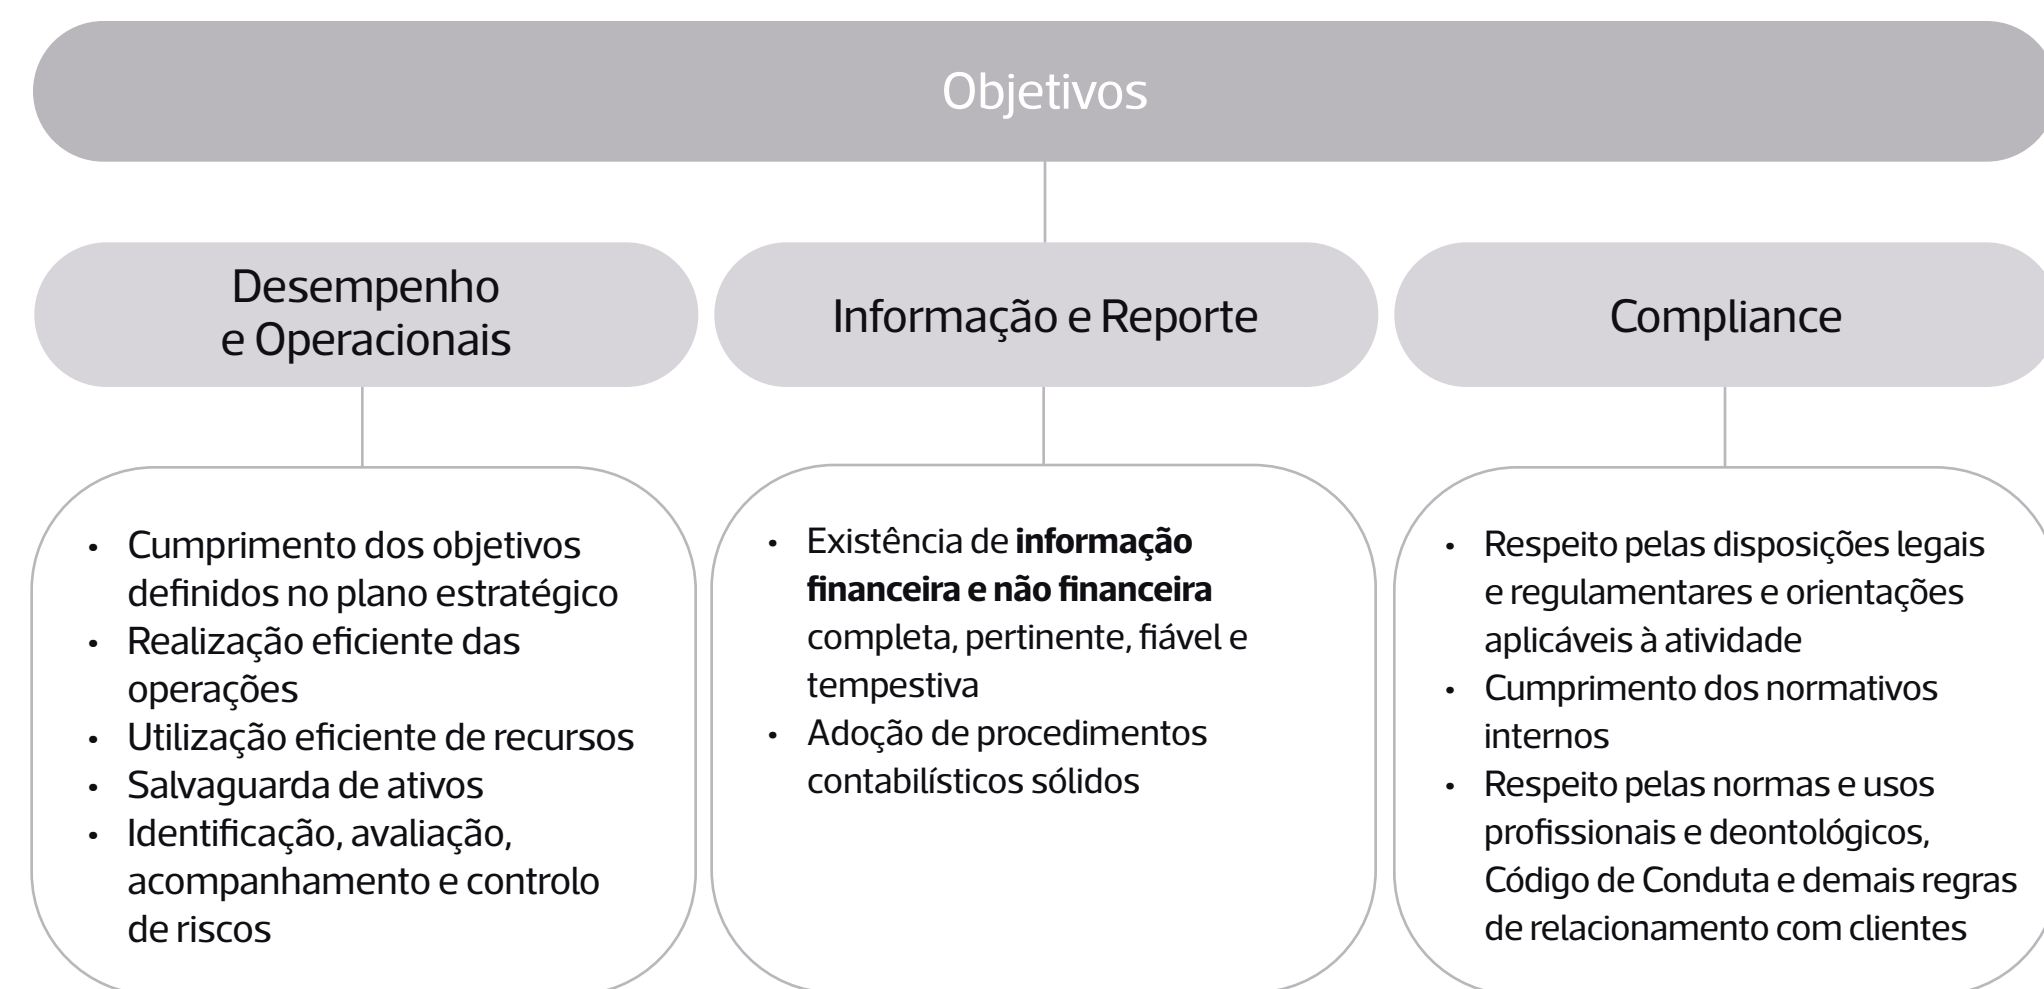 Objetivos
Desempenho
e Operacionais
Informação e Reporte
Compliance
• Cumprimento dos objetivos
definidos no plano estratégico
• Realização eficiente das
operações
• Utilização eficiente de recursos
• Salvaguarda de ativos
• Identificação, avaliação,
acompanhamento e controlo
de riscos
• Existência de informação
financeira e não financeira
completa, pertinente, fiável e
tempestiva
• Adoção de procedimentos
contabilísticos sólidos
• Respeito pelas disposições legais
e regulamentares e orientações
aplicáveis à atividade
• Cumprimento dos normativos
internos
• Respeito pelas normas e usos
profissionais e deontológicos,
Código de Conduta e demais regras
de relacionamento com clientes